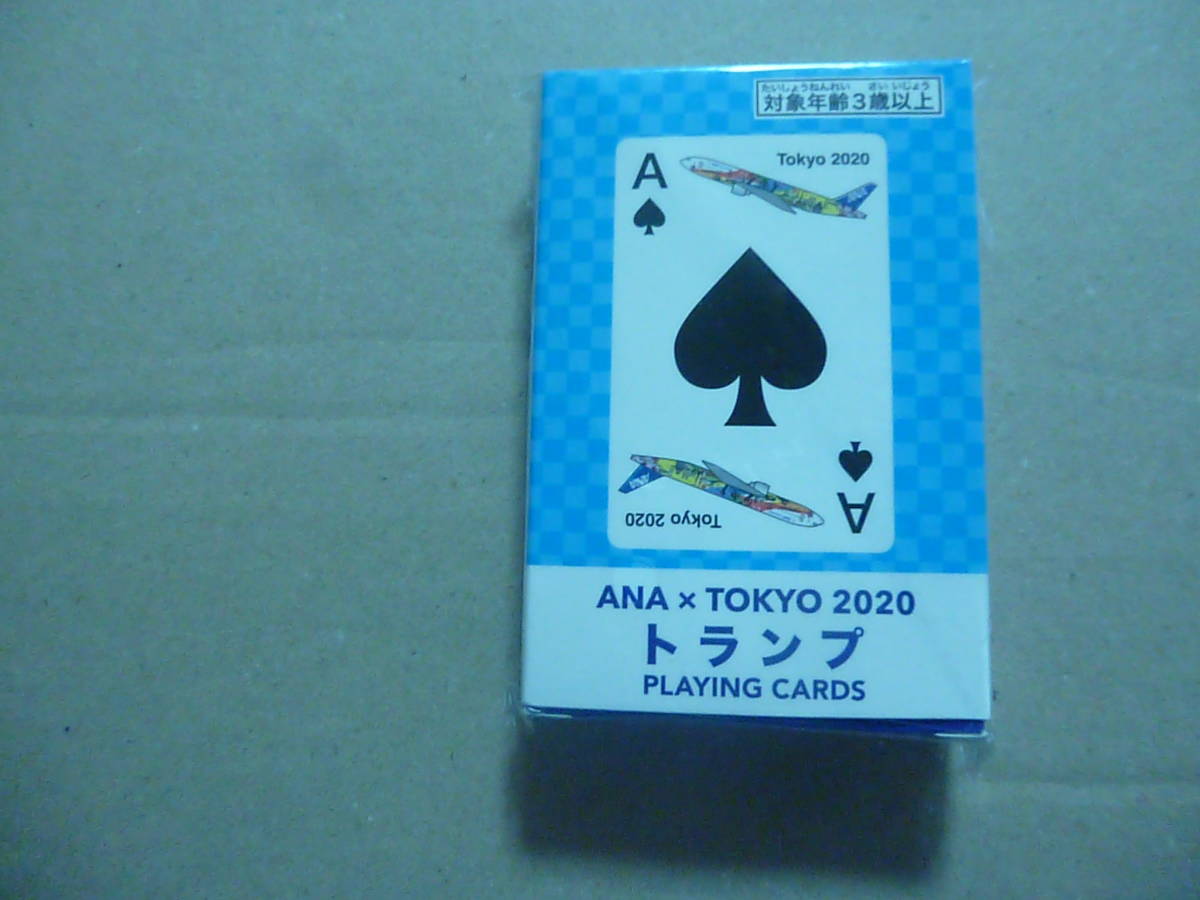 たいしょうねんれい さい いじょう
対象年齢3歳以上
A
Tokyo 2020
Tokyo 2020
A
ANA × TOKYO 2020
トランプ
PLAYING CARDS